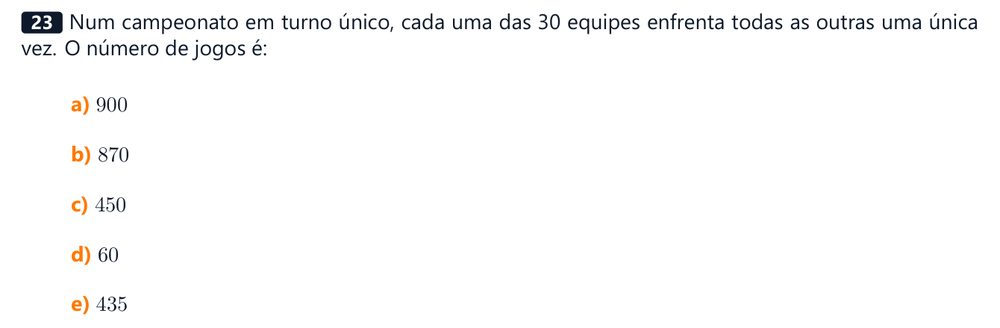 23 Num campeonato em turno único, cada uma das 30 equipes enfrenta todas as outras uma única
vez. O número de jogos é:
a) 900
b) 870
c) 450
d) 60
e) 435